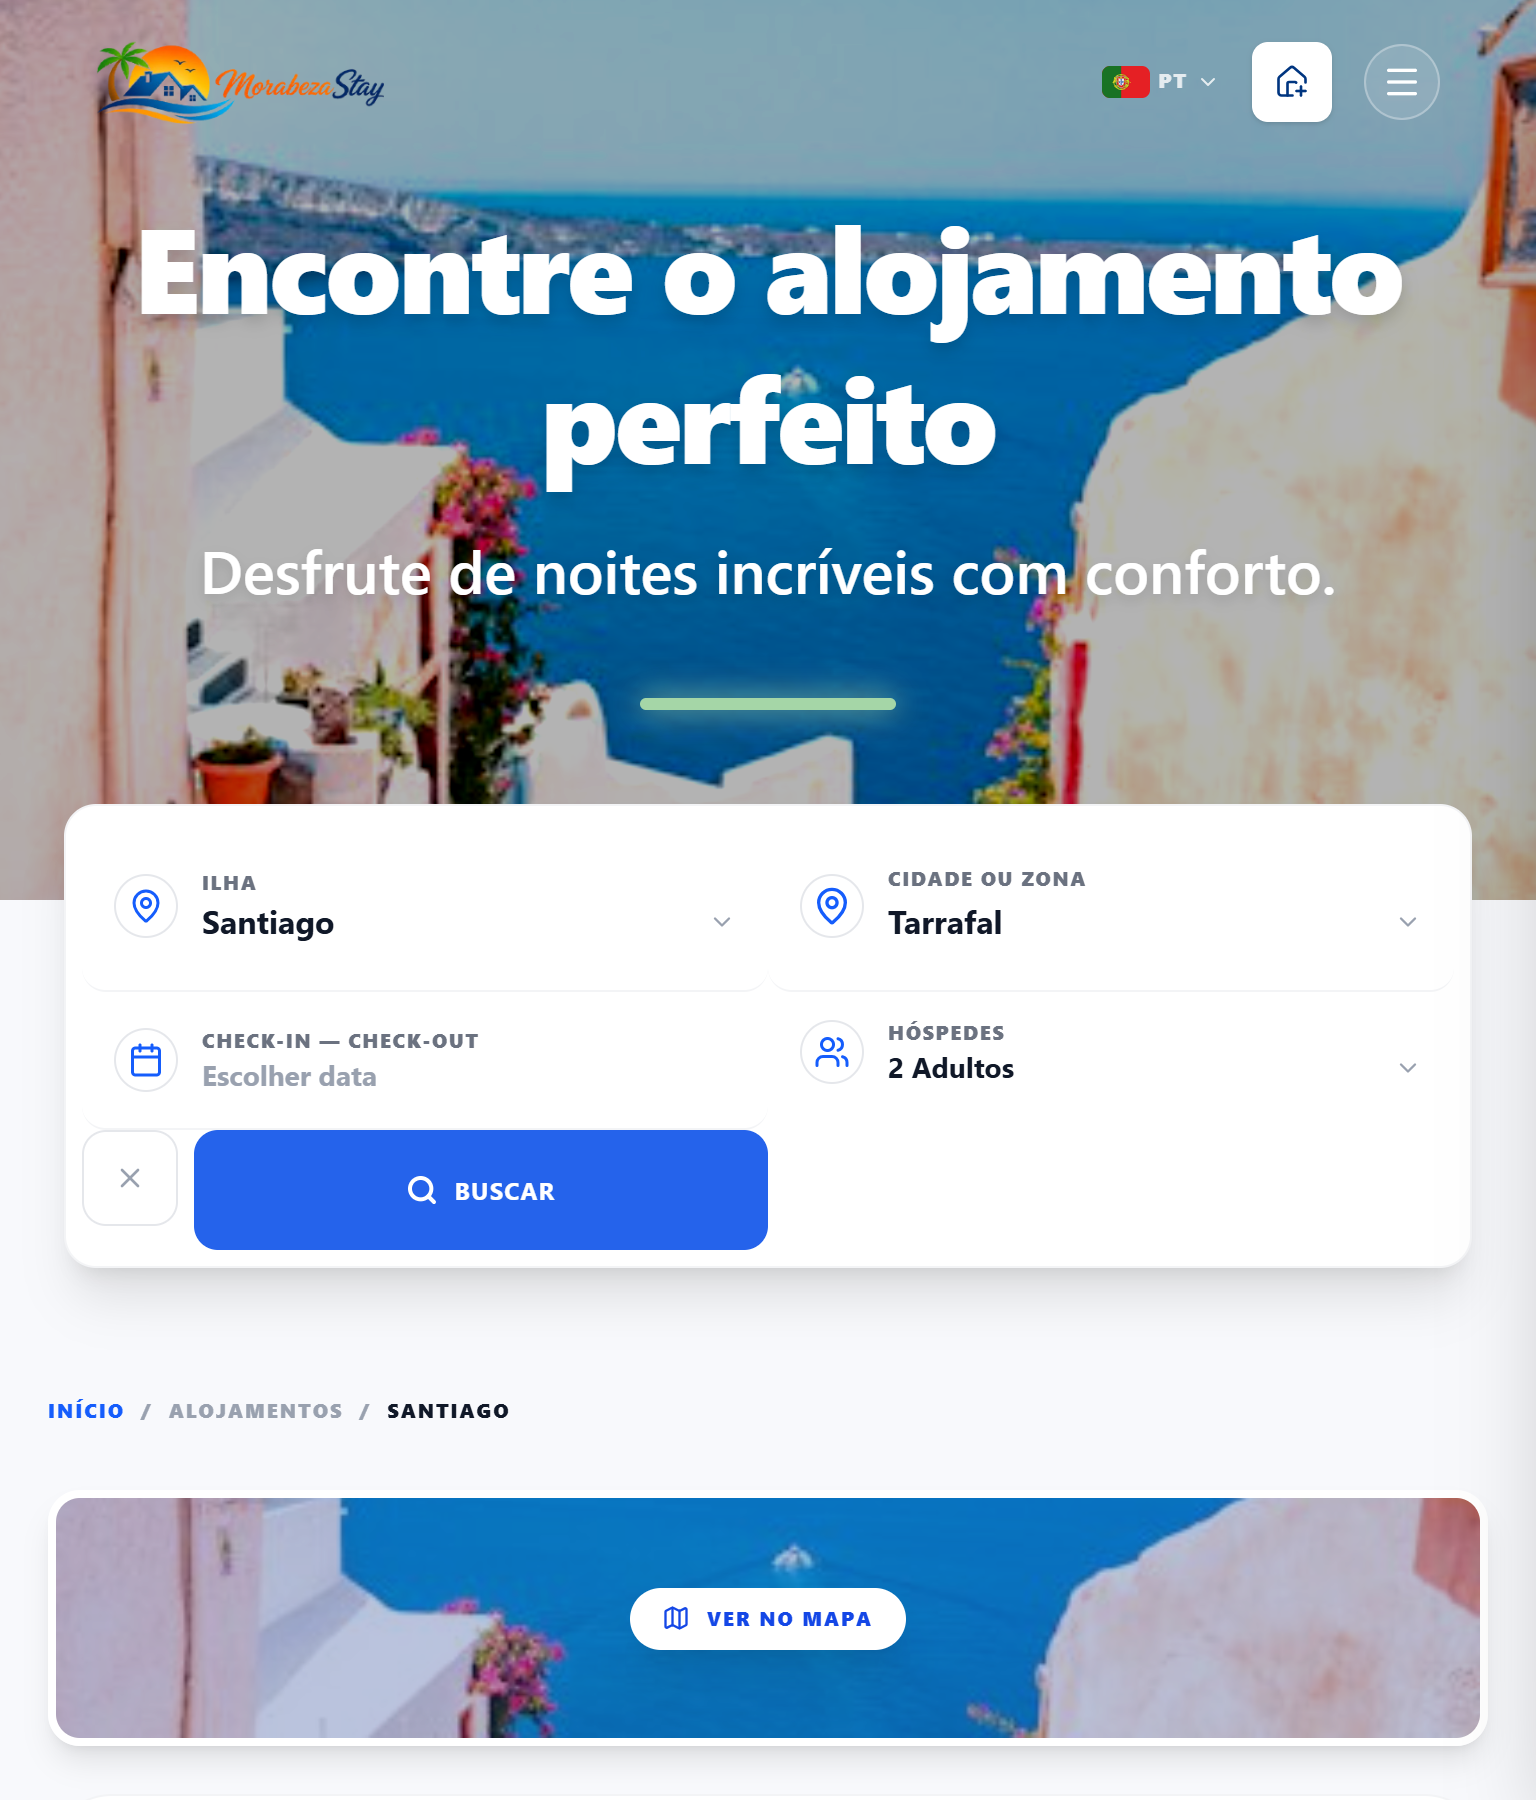 MorabezaStay
PT
Encontre o alojamento
perfeito
Desfrute de noites incríveis com conforto.
ILHA
Santiago
CIDADE OU ZONA
Tarrafal
CHECK-IN — CHECK-OUT
Escolher data
HÓSPEDES
2 Adultos
BUSCAR
INÍCIO / ALOJAMENTOS / SANTIAGO
VER NO MAPA